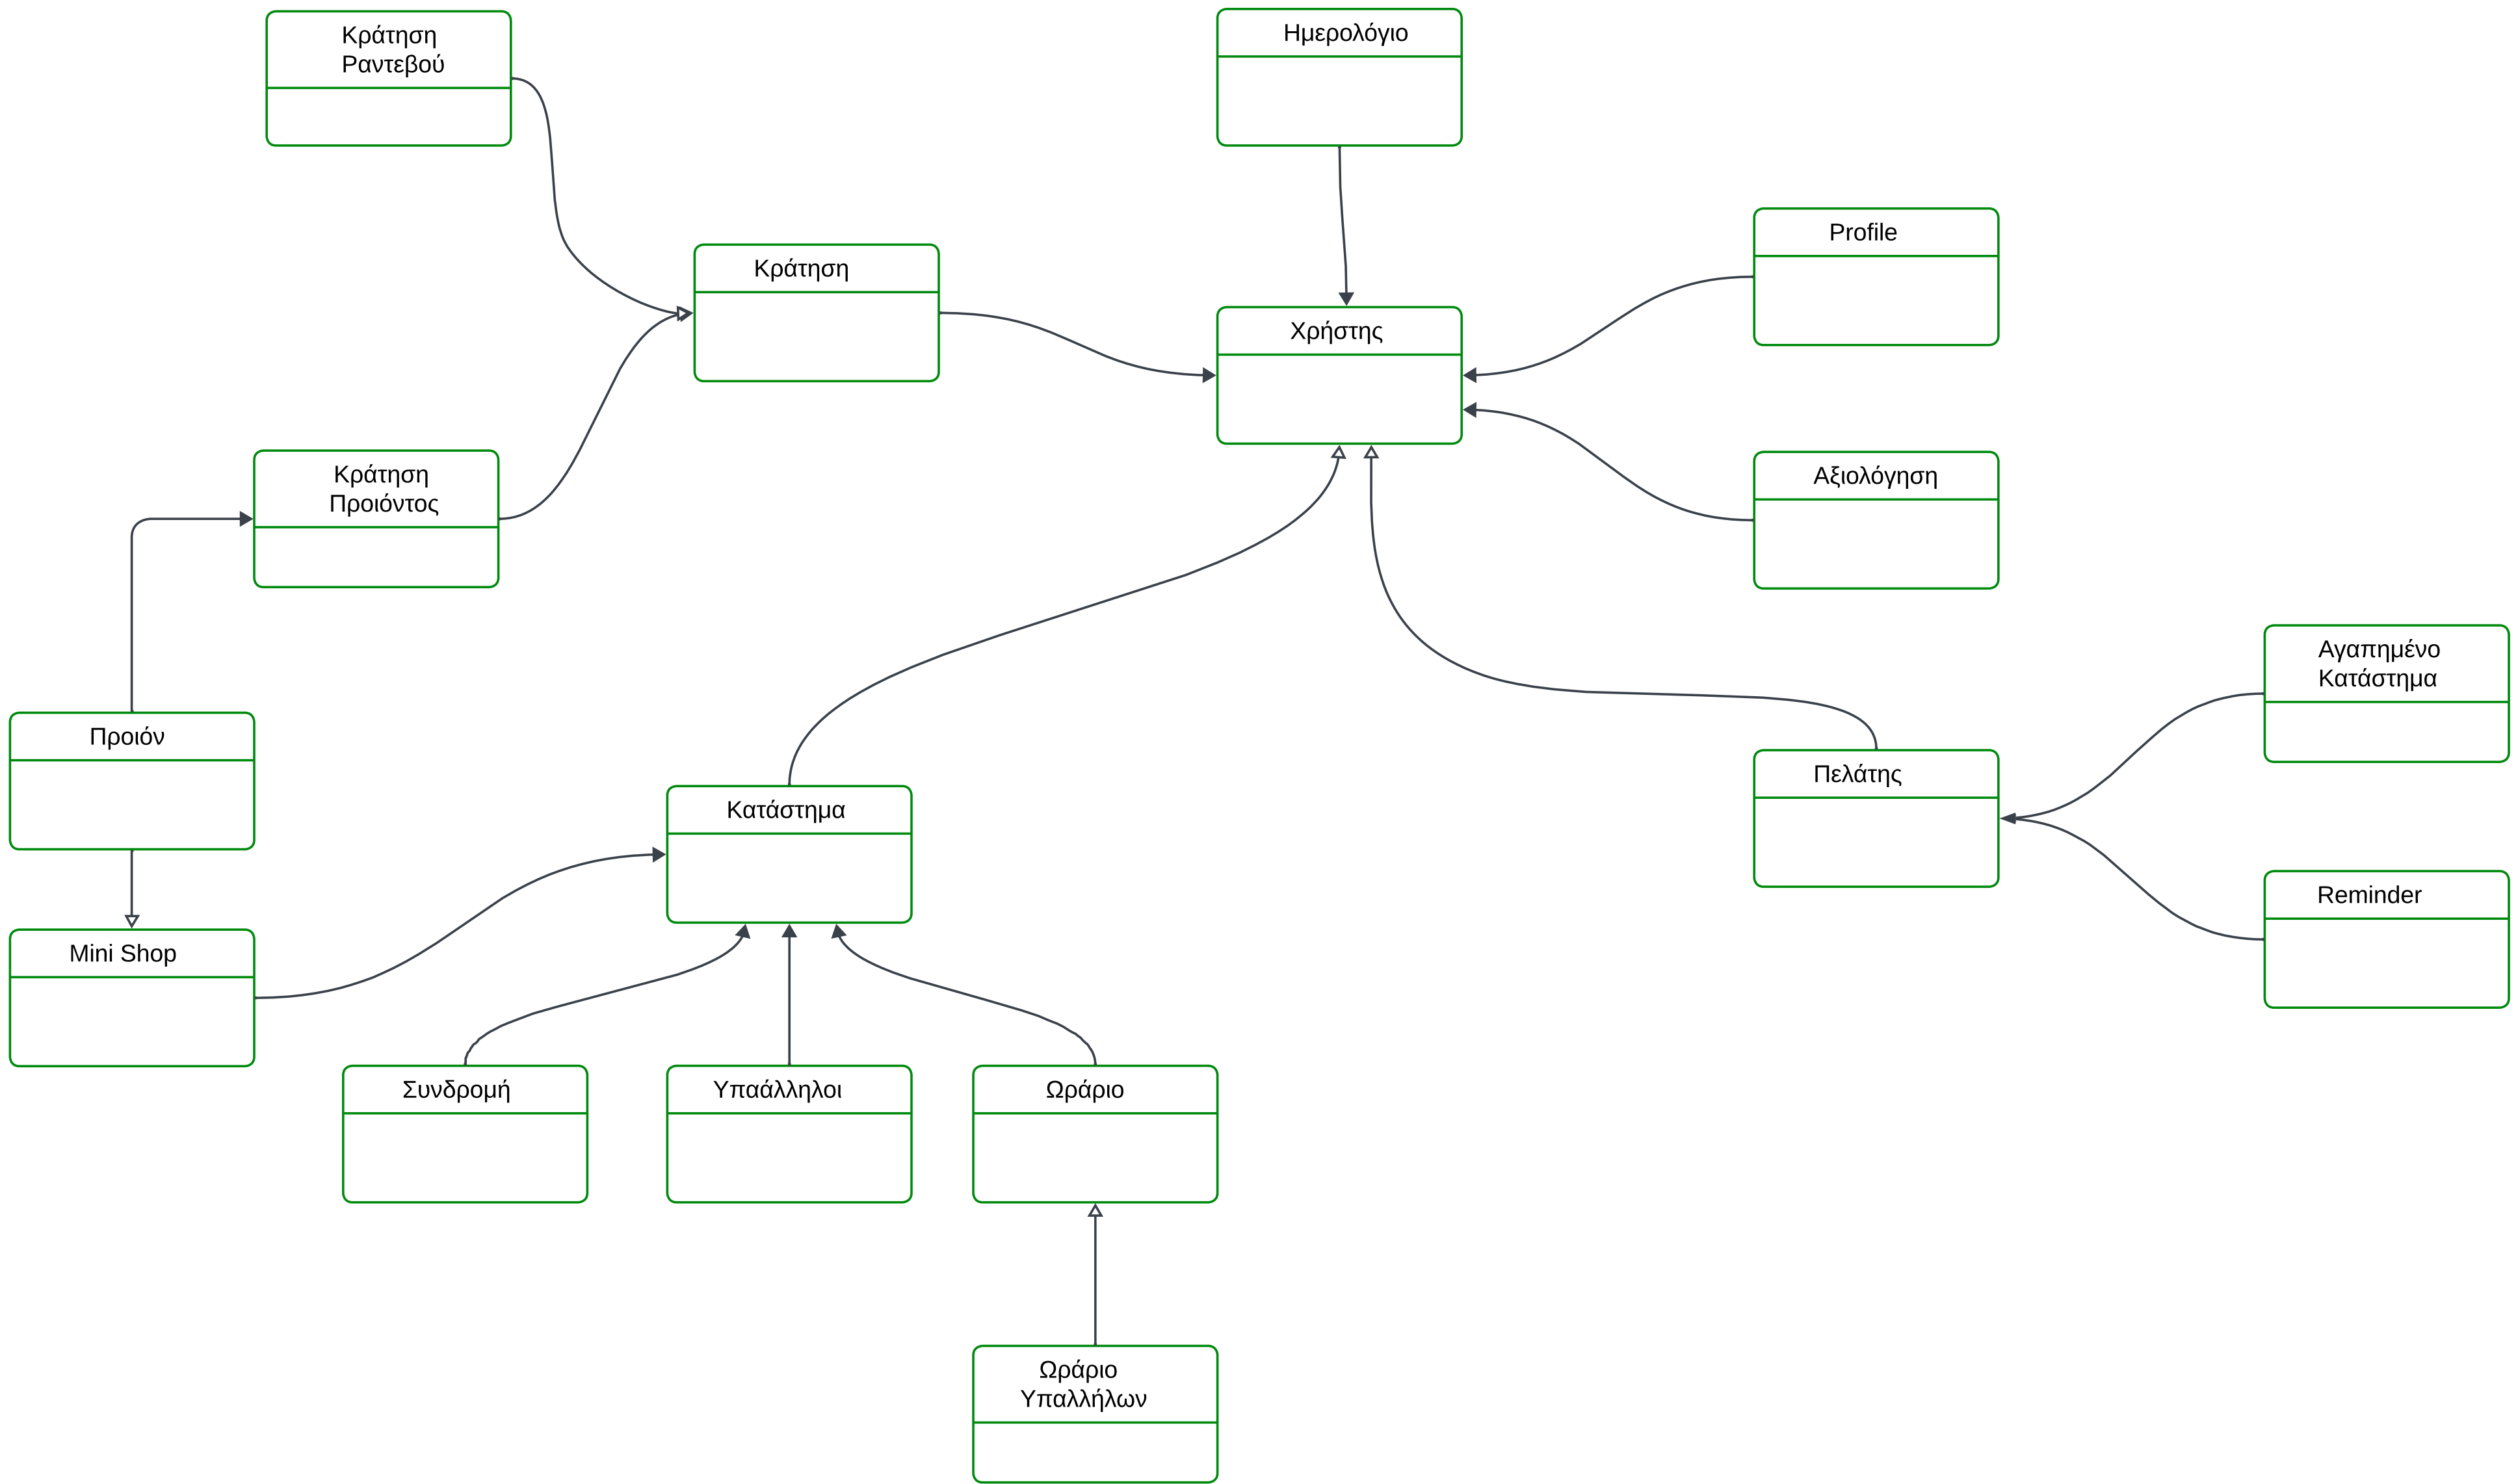 Κράτηση
Ραντεβού
Ημερολόγιο
Profile
Κράτηση
Χρήστης
Κράτηση
Προιόντος
Αξιολόγηση
Αγαπημένο
Κατάστημα
Προιόν
Πελάτης
Κατάστημα
Reminder
Mini Shop
Συνδρομή
Υπαάλληλοι
Ωράριο
Ωράριο
Υπαλλήλων